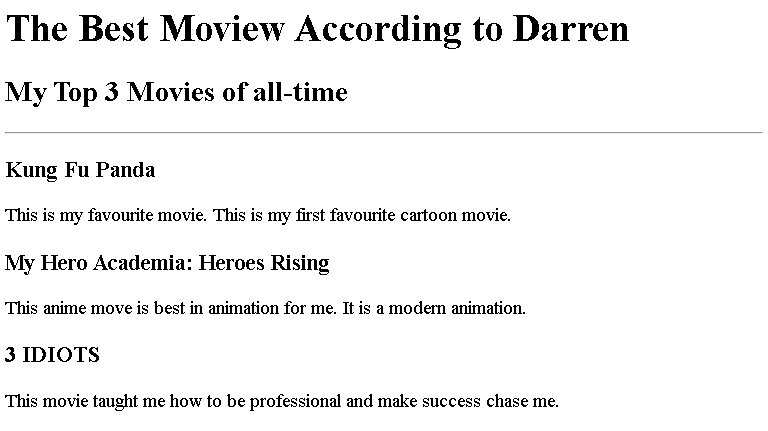 The Best Moview According to Darren
My Top 3 Movies of all-time
Kung Fu Panda
This is my favourite movie. This is my first favourite cartoon movie.
My Hero Academia: Heroes Rising
This anime move is best in animation for me. It is a modern animation.
3 IDIOTS
This movie taught me how to be professional and make success chase me.